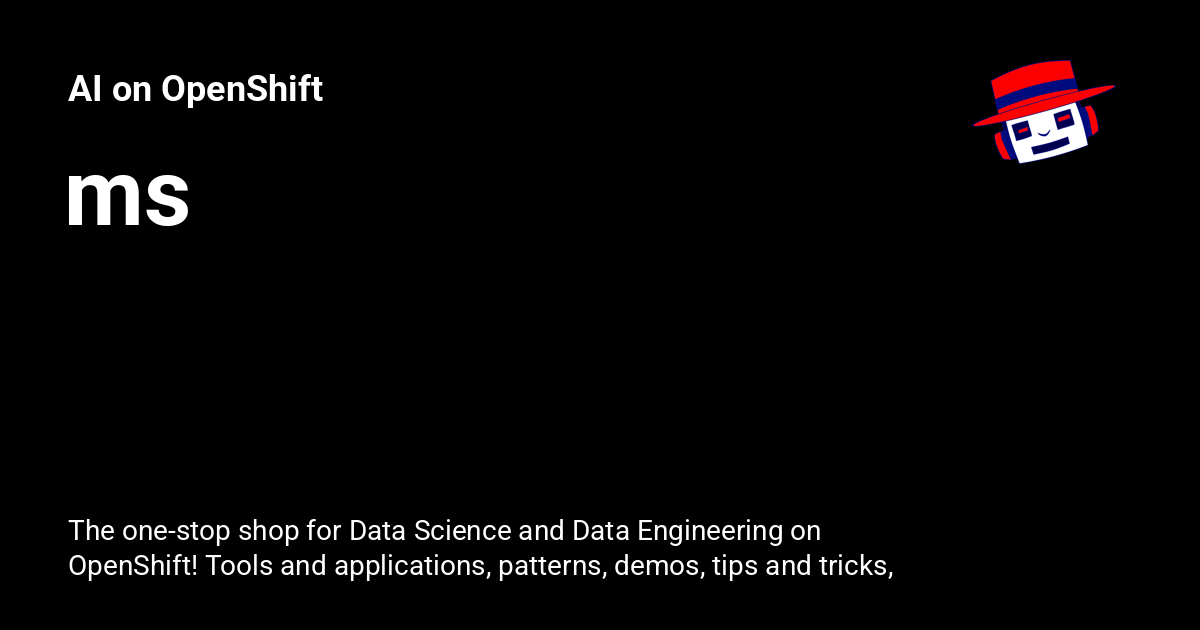 AI on OpenShift
ms
The one-stop shop for Data Science and Data Engineering on
OpenShift! Tools and applications, patterns, demos, tips and tricks,